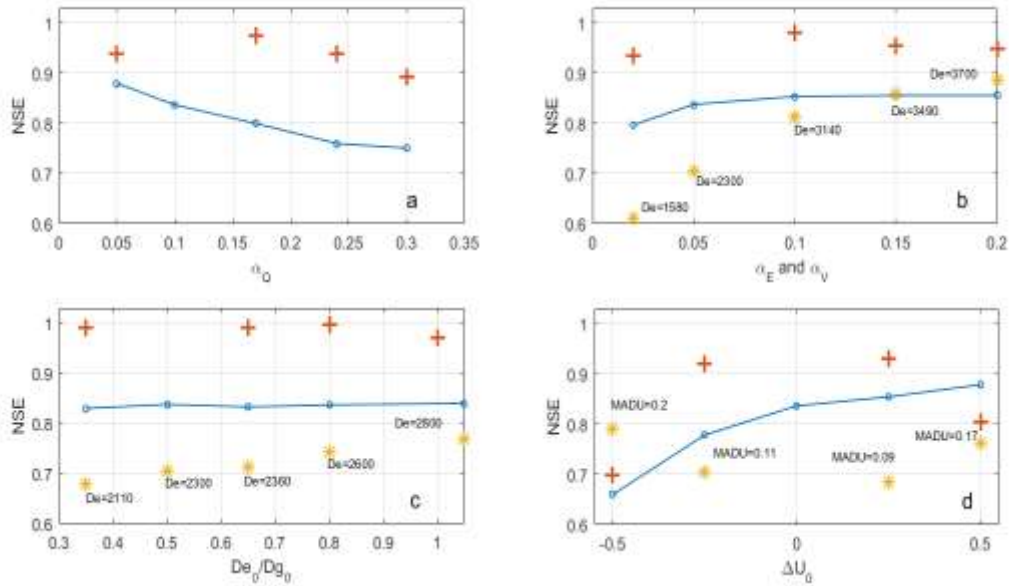 1
0.9
0.8
0.7
0.6
NSE
0
0.05
0.1
0.15
0.2
0.25
0.3
0.35
α_Q
a
1
0.9
0.8
0.7
0.6
NSE
De=3700
De=3490
De=3140
De=2300
De=1580
0
0.05
0.1
0.15
0.2
α_E and α_V
b
1
0.9
0.8
0.7
0.6
NSE
De=2800
De=2600
De=2360
De=2300
De=2110
0.3
0.4
0.5
0.6
0.7
0.8
0.9
1
De_0/Dg_0
c
1
0.9
0.8
0.7
0.6
NSE
MADU=0.2
MADU=0.11
MADU=0.09
MADU=0.17
-0.5
0
0.5
ΔU_0
d